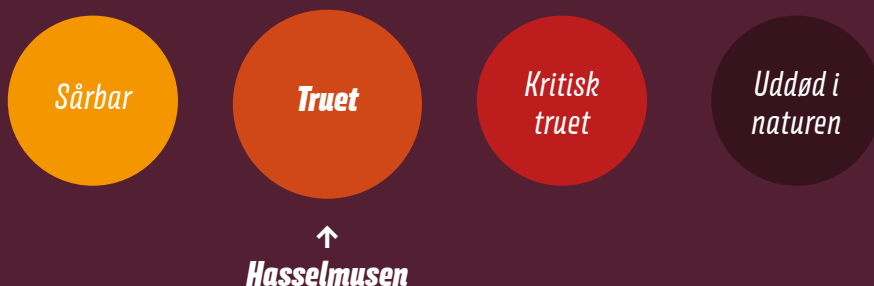 Sårbar
Truet
Kritisk
truet
Uddød i
naturen
↑
Hasselmusen